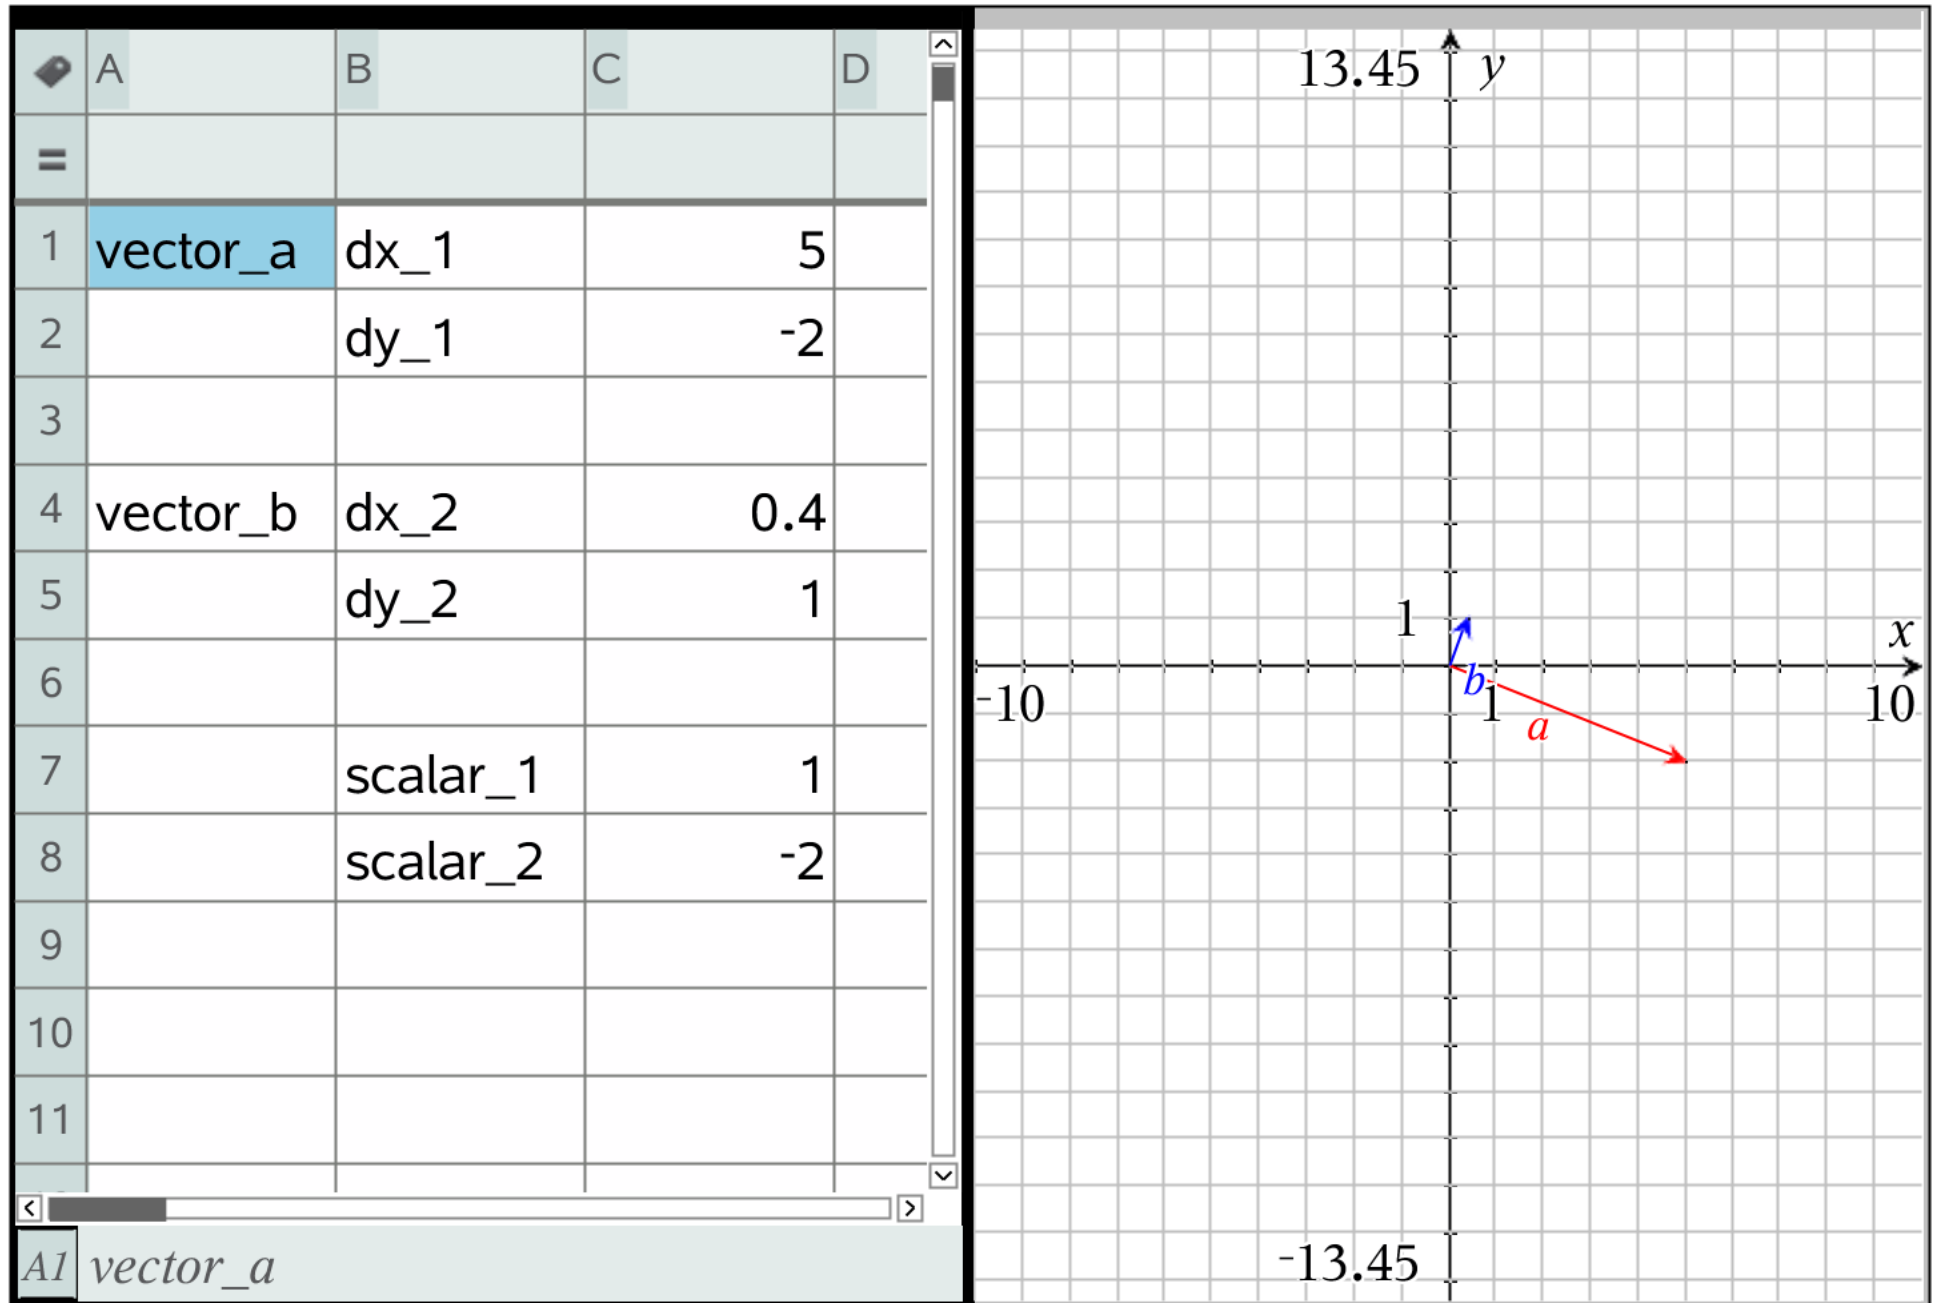 A B C D
=
1 vector_a dx_1 5
2 dy_1 -2
3
4 vector_b dx_2 0.4
5 dy_2 1
6
7 scalar_1 1
8 scalar_2 -2
9
10
11
A1 vector_a
13.45 y
1 x
b
-10 1 10
a
-13.45